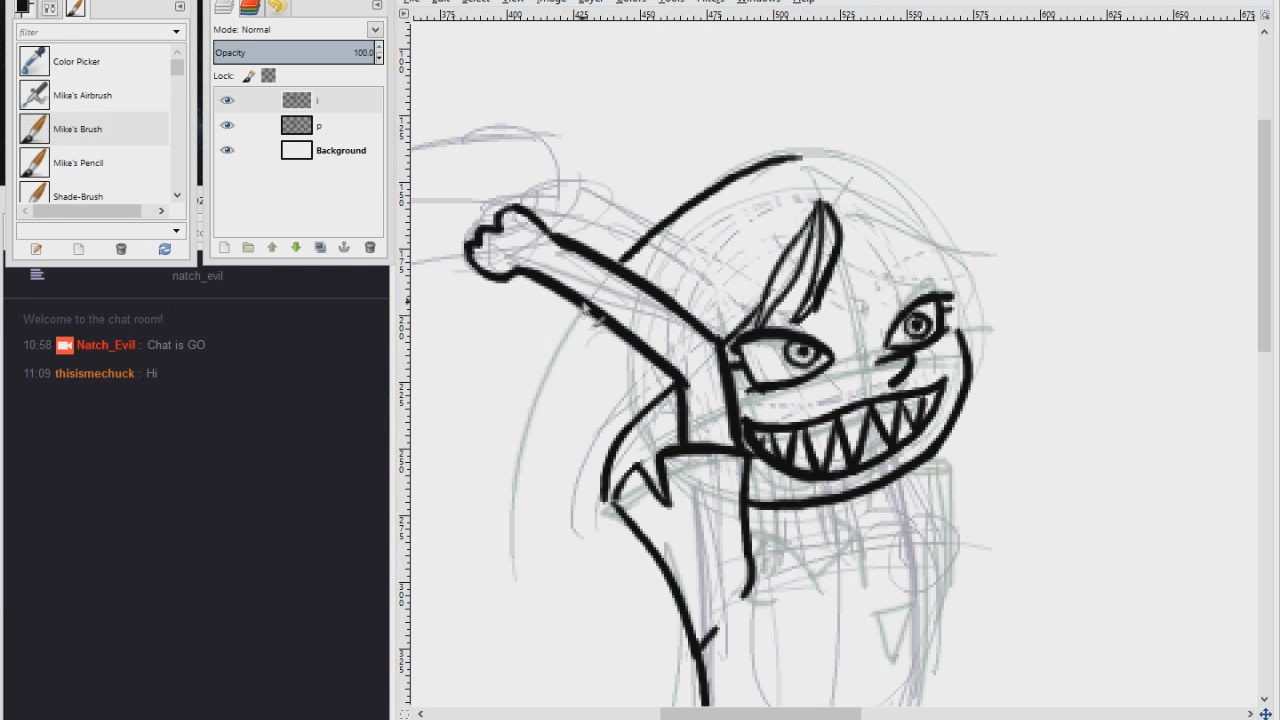 filter
Color Picker
Mike's Airbrush
Mike's Brush
Mike's Pencil
Shade-Brush
Mode: Normal
Opacity 100.0
Lock:
i
p
Background
375 400 425 450 475 500 525 550 575 600 625 650 675
natch_evil
Welcome to the chat room!
10:58 Natch_Evil : Chat is GO
11:09 thisismechuck : Hi